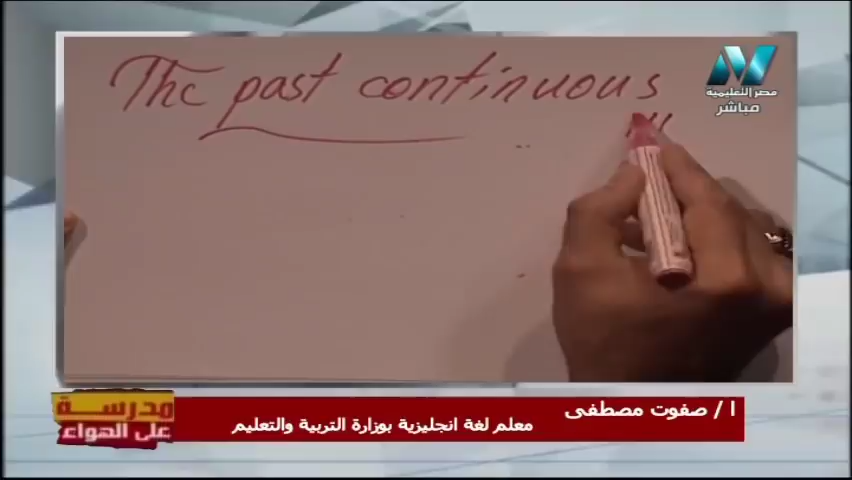 The past continuous
مصر التعليمية
مباشر
مدرسة
على الهواء
ا / صفوت مصطفى
معلم لغة انجليزية بوزارة التربية والتعليم